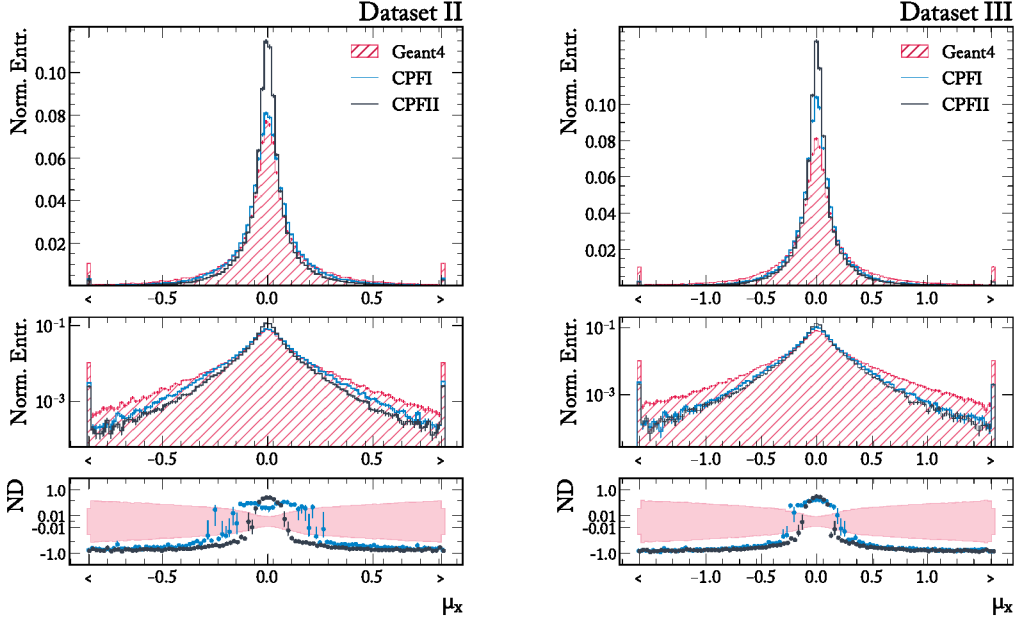 Dataset II
Norm. Entr.
0.10
0.08
0.06
0.04
0.02
Geant4
CPFI
CPFII
< -0.5 0.0 0.5 >
Norm. Entr.
10⁻¹
10⁻³
< -0.5 0.0 0.5 >
ND
1.0
0.01
-0.01
-1.0
< -0.5 0.0 0.5 >
μₓ
Dataset III
Norm. Entr.
0.10
0.08
0.06
0.04
0.02
Geant4
CPFI
CPFII
< -1.0 -0.5 0.0 0.5 1.0 >
Norm. Entr.
10⁻¹
10⁻³
< -1.0 -0.5 0.0 0.5 1.0 >
ND
1.0
0.01
-0.01
-1.0
< -1.0 -0.5 0.0 0.5 1.0 >
μₓ